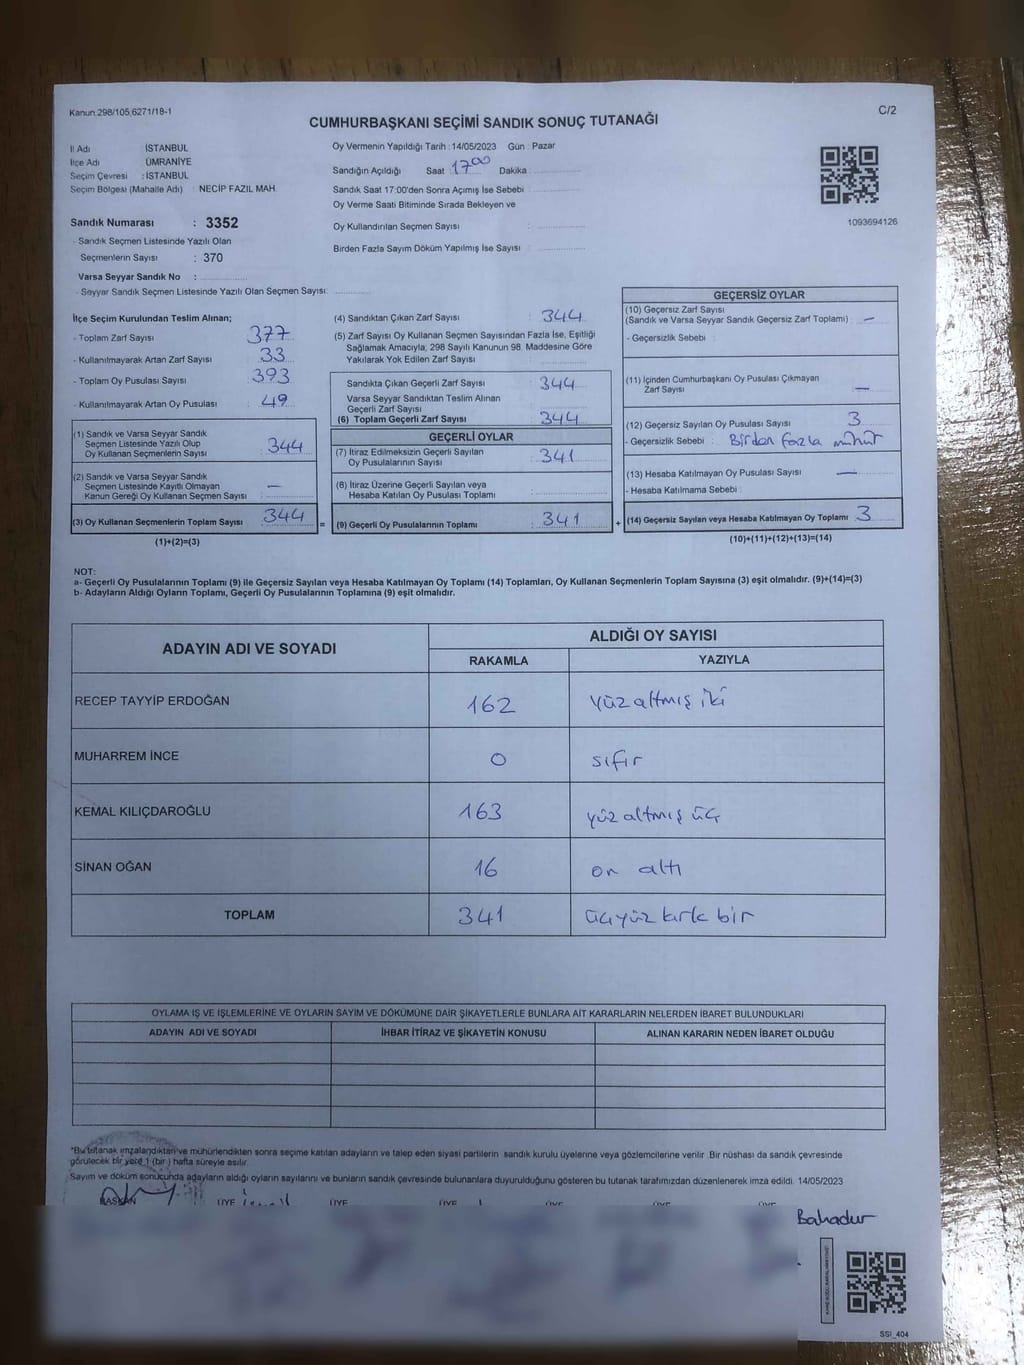 Kanun.298/105,6271/18-1
C/2
CUMHURBAŞKANI SEÇİMİ SANDIK SONUÇ TUTANAĞI
İl Adı İSTANBUL
İlçe Adı ÜMRANİYE
Seçim Çevresi : İSTANBUL
Seçim Bölgesi (Mahalle Adı) : NECİP FAZIL MAH.
Oy Vermenin Yapıldığı Tarih : 14/05/2023 Gün : Pazar
Sandığın Açıldığı Saat 17 00 Dakika
Sandık Saat 17:00'den Sonra Açımış İse Sebebi
Oy Verme Saati Bitiminde Sırada Bekleyen ve
Oy Kullandırılan Seçmen Sayısı :
Birden Fazla Sayım Döküm Yapılmış İse Sayısı :
1093694126
Sandık Numarası : 3352
- Sandık Seçmen Listesinde Yazılı Olan
Seçmenlerin Sayısı : 370
Varsa Seyyar Sandık No :
- Seyyar Sandık Seçmen Listesinde Yazılı Olan Seçmen Sayısı:
İlçe Seçim Kurulundan Teslim Alınan;
- Toplam Zarf Sayısı 377
- Kullanılmayarak Artan Zarf Sayısı 33
- Toplam Oy Pusulası Sayısı 393
- Kullanılmayarak Artan Oy Pusulası 49
(1) Sandık ve Varsa Seyyar Sandık
Seçmen Listesinde Yazılı Olup
Oy Kullanan Seçmenlerin Sayısı 344
(2) Sandık ve Varsa Seyyar Sandık
Seçmen Listesinde Kayıtlı Olmayan
Kanun Gereği Oy Kullanan Seçmen Sayısı : —
(3) Oy Kullanan Seçmenlerin Toplam Sayısı 344 =
(1)+(2)=(3)
(4) Sandıktan Çıkan Zarf Sayısı : 344
(5) Zarf Sayısı Oy Kullanan Seçmen Sayısından Fazla İse, Eşitliği
Sağlamak Amacıyla, 298 Sayılı Kanunun 98. Maddesine Göre
Yakılarak Yok Edilen Zarf Sayısı
Sandıkta Çıkan Geçerli Zarf Sayısı : 344
Varsa Seyyar Sandıktan Teslim Alınan
Geçerli Zarf Sayısı
(6) Toplam Geçerli Zarf Sayısı : 344
GEÇERLİ OYLAR
(7) İtiraz Edilmeksizin Geçerli Sayılan
Oy Pusulalarının Sayısı : 341
(8) İtiraz Üzerine Geçerli Sayılan veya
Hesaba Katılan Oy Pusulası Toplamı :
(9) Geçerli Oy Pusulalarının Toplamı : 341 +
GEÇERSİZ OYLAR
(10) Geçersiz Zarf Sayısı
(Sandık ve Varsa Seyyar Sandık Geçersiz Zarf Toplamı) : —
- Geçersizlik Sebebi :
(11) İçinden Cumhurbaşkanı Oy Pusulası Çıkmayan
Zarf Sayısı —
(12) Geçersiz Sayılan Oy Pusulası Sayısı 3
- Geçersizlik Sebebi : Birden fazla mühür
(13) Hesaba Katılmayan Oy Pusulası Sayısı : —
- Hesaba Katılmama Sebebi :
(14) Geçersiz Sayılan veya Hesaba Katılmayan Oy Toplamı 3
(10)+(11)+(12)+(13)=(14)
NOT:
a- Geçerli Oy Pusulalarının Toplamı (9) ile Geçersiz Sayılan veya Hesaba Katılmayan Oy Toplamı (14) Toplamları, Oy Kullanan Seçmenlerin Toplam Sayısına (3) eşit olmalıdır. (9)+(14)=(3)
b- Adayların Aldığı Oyların Toplamı, Geçerli Oy Pusulalarının Toplamına (9) eşit olmalıdır.
ADAYIN ADI VE SOYADI ALDIĞI OY SAYISI
RAKAMLA YAZIYLA
RECEP TAYYİP ERDOĞAN 162 yüz altmış iki
MUHARREM İNCE 0 sıfır
KEMAL KILIÇDAROĞLU 163 yüz altmış üç
SİNAN OĞAN 16 on altı
TOPLAM 341 üçyüz kırk bir
OYLAMA İŞ VE İŞLEMLERİNE VE OYLARIN SAYIM VE DÖKÜMÜNE DAİR ŞİKAYETLERLE BUNLARA AİT KARARLARIN NELERDEN İBARET BULUNDUKLARI
ADAYIN ADI VE SOYADI İHBAR İTİRAZ VE ŞİKAYETİN KONUSU ALINAN KARARIN NEDEN İBARET OLDUĞU
*Bu tutanak imzalandıktan ve mühürlendikten sonra seçime katılan adayların ve talep eden siyasi partilerin sandık kurulu üyelerine veya gözlemcilerine verilir. Bir nüshası da sandık çevresinde
görülecek bir yere 1 (bir) hafta süreyle asılır.
Sayım ve döküm sonucunda adayların aldığı oyların sayılarını ve bunların sandık çevresinde bulunanlara duyurulduğunu gösteren bu tutanak tarafımızdan düzenlenerek imza edildi. 14/05/2023
BAŞKAN ÜYE ÜYE ÜYE ÜYE ÜYE ÜYE
Bahadır
SSİ_404